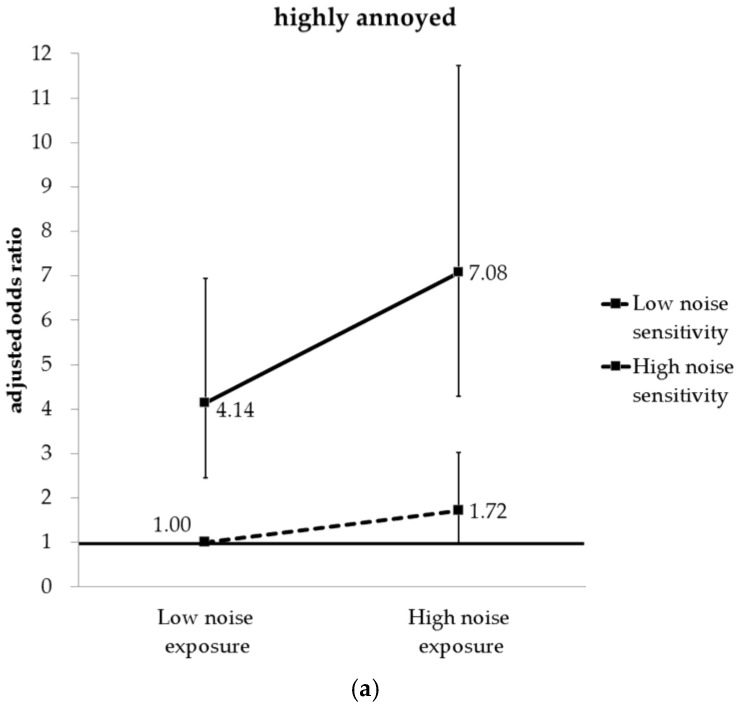 highly annoyed
12
11
10
9
8
7
6
5
4
3
2
1
0
adjusted odds ratio
7.08
4.14
1.00
1.72
Low noise
sensitivity
High noise
sensitivity
Low noise
exposure
High noise
exposure
(a)